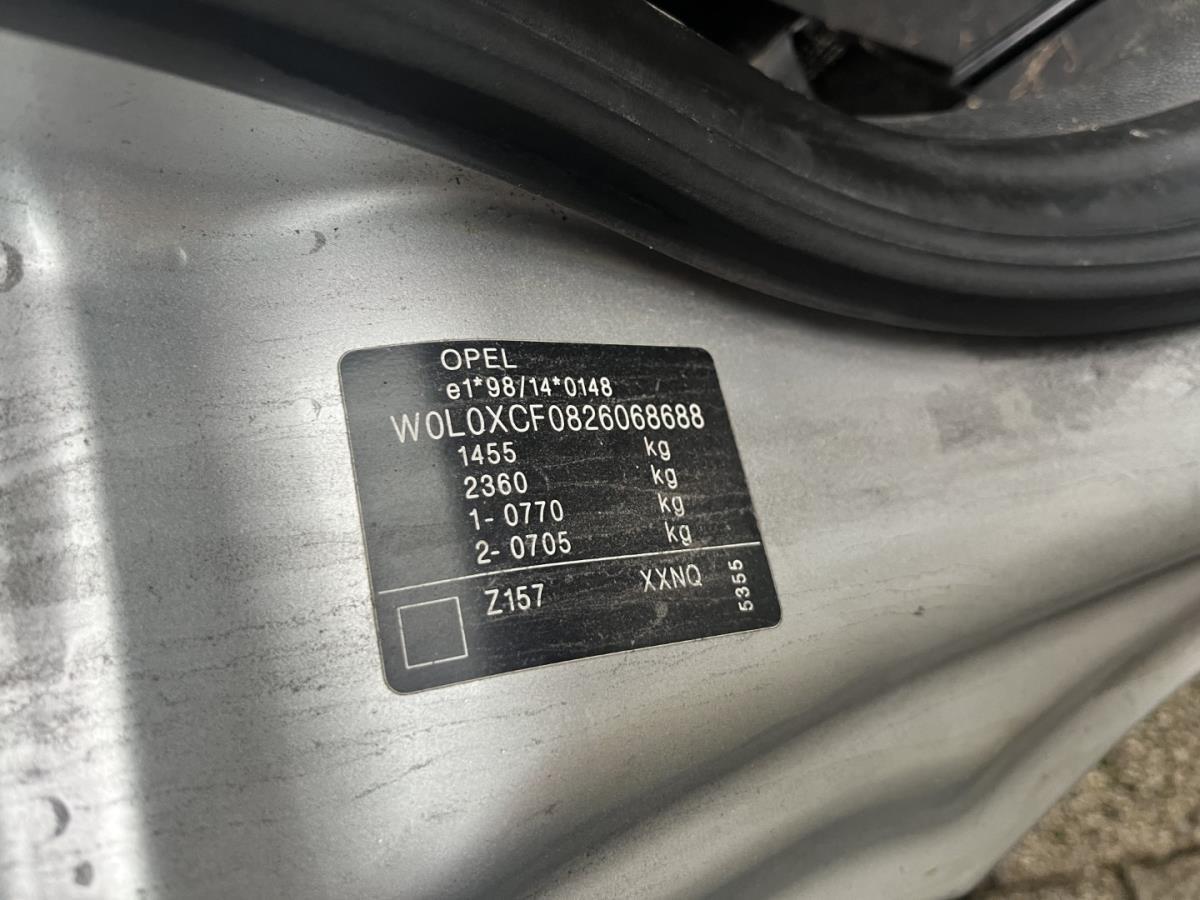 OPEL
e1*98/14*0148
W0L0XCF0826068688
1455 kg
2360 kg
1- 0770 kg
2- 0705 kg
Z157 XXNQ 5355